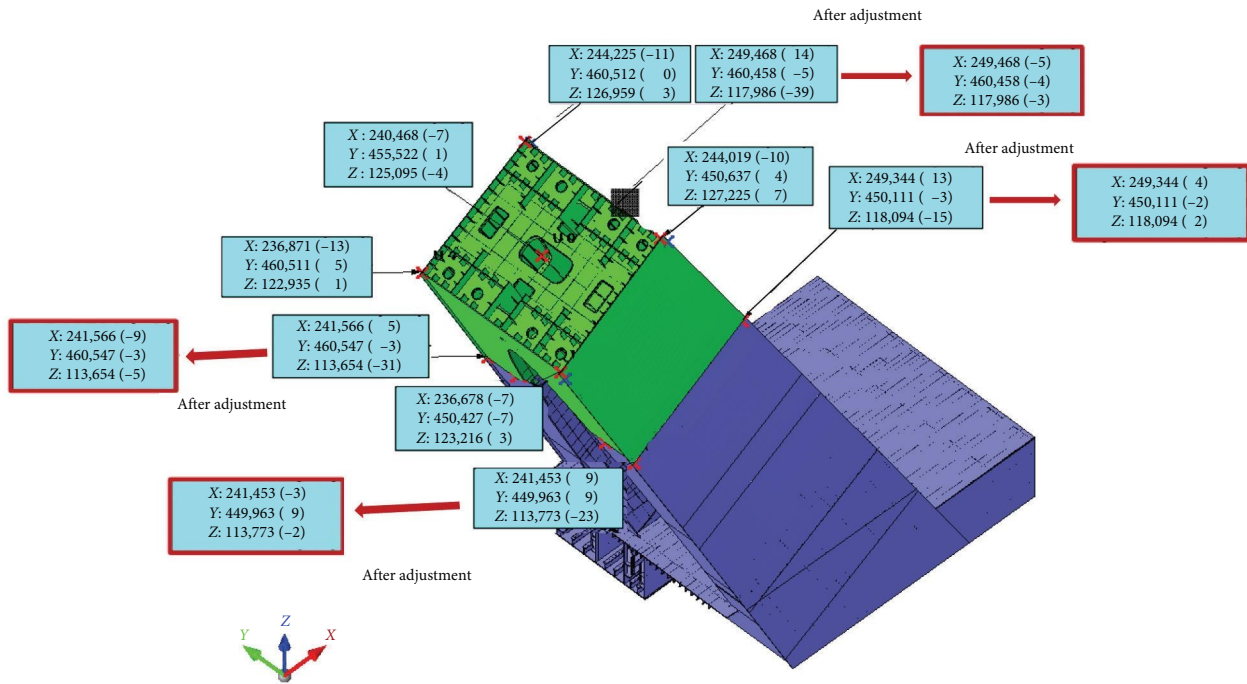 After adjustment
X: 244,225 (–11)
Y: 460,512 ( 0)
Z: 126,959 ( 3)
X: 249,468 ( 14)
Y: 460,458 ( –5)
Z: 117,986 (–39)
X: 249,468 (–5)
Y: 460,458 (–4)
Z: 117,986 (–3)
X : 240,468 (–7)
Y : 455,522 ( 1)
Z : 125,095 (–4)
After adjustment
X: 244,019 (–10)
Y: 450,637 ( 4)
Z: 127,225 ( 7)
X: 249,344 ( 13)
Y: 450,111 ( –3)
Z: 118,094 (–15)
X: 249,344 ( 4)
Y: 450,111 (–2)
Z: 118,094 ( 2)
X: 236,871 (–13)
Y: 460,511 ( 5)
Z: 122,935 ( 1)
X: 241,566 (–9)
Y: 460,547 (–3)
Z: 113,654 (–5)
X: 241,566 ( 5)
Y: 460,547 ( –3)
Z: 113,654 (–31)
After adjustment
X: 236,678 (–7)
Y: 450,427 (–7)
Z: 123,216 ( 3)
X: 241,453 (–3)
Y: 449,963 ( 9)
Z: 113,773 (–2)
X: 241,453 ( 9)
Y: 449,963 ( 9)
Z: 113,773 (–23)
After adjustment
Y Z X